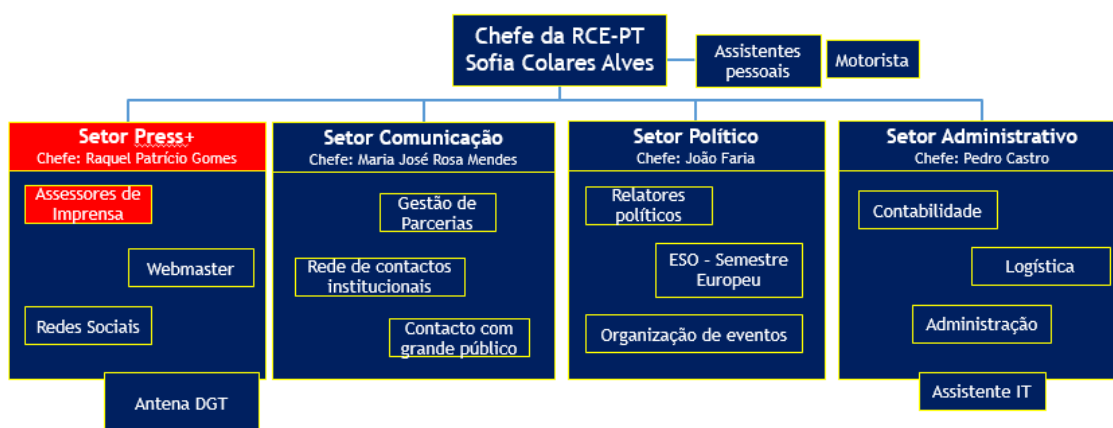 Chefe da RCE-PT
Sofia Colares Alves
Assistentes
pessoais
Motorista
Setor Press+
Chefe: Raquel Patrício Gomes
Assessores de
Imprensa
Webmaster
Redes Sociais
Antena DGT
Setor Comunicação
Chefe: Maria José Rosa Mendes
Gestão de
Parcerias
Rede de contactos
institucionais
Contacto com
grande público
Setor Político
Chefe: João Faria
Relatores
políticos
ESO - Semestre
Europeu
Organização de eventos
Setor Administrativo
Chefe: Pedro Castro
Contabilidade
Logística
Administração
Assistente IT